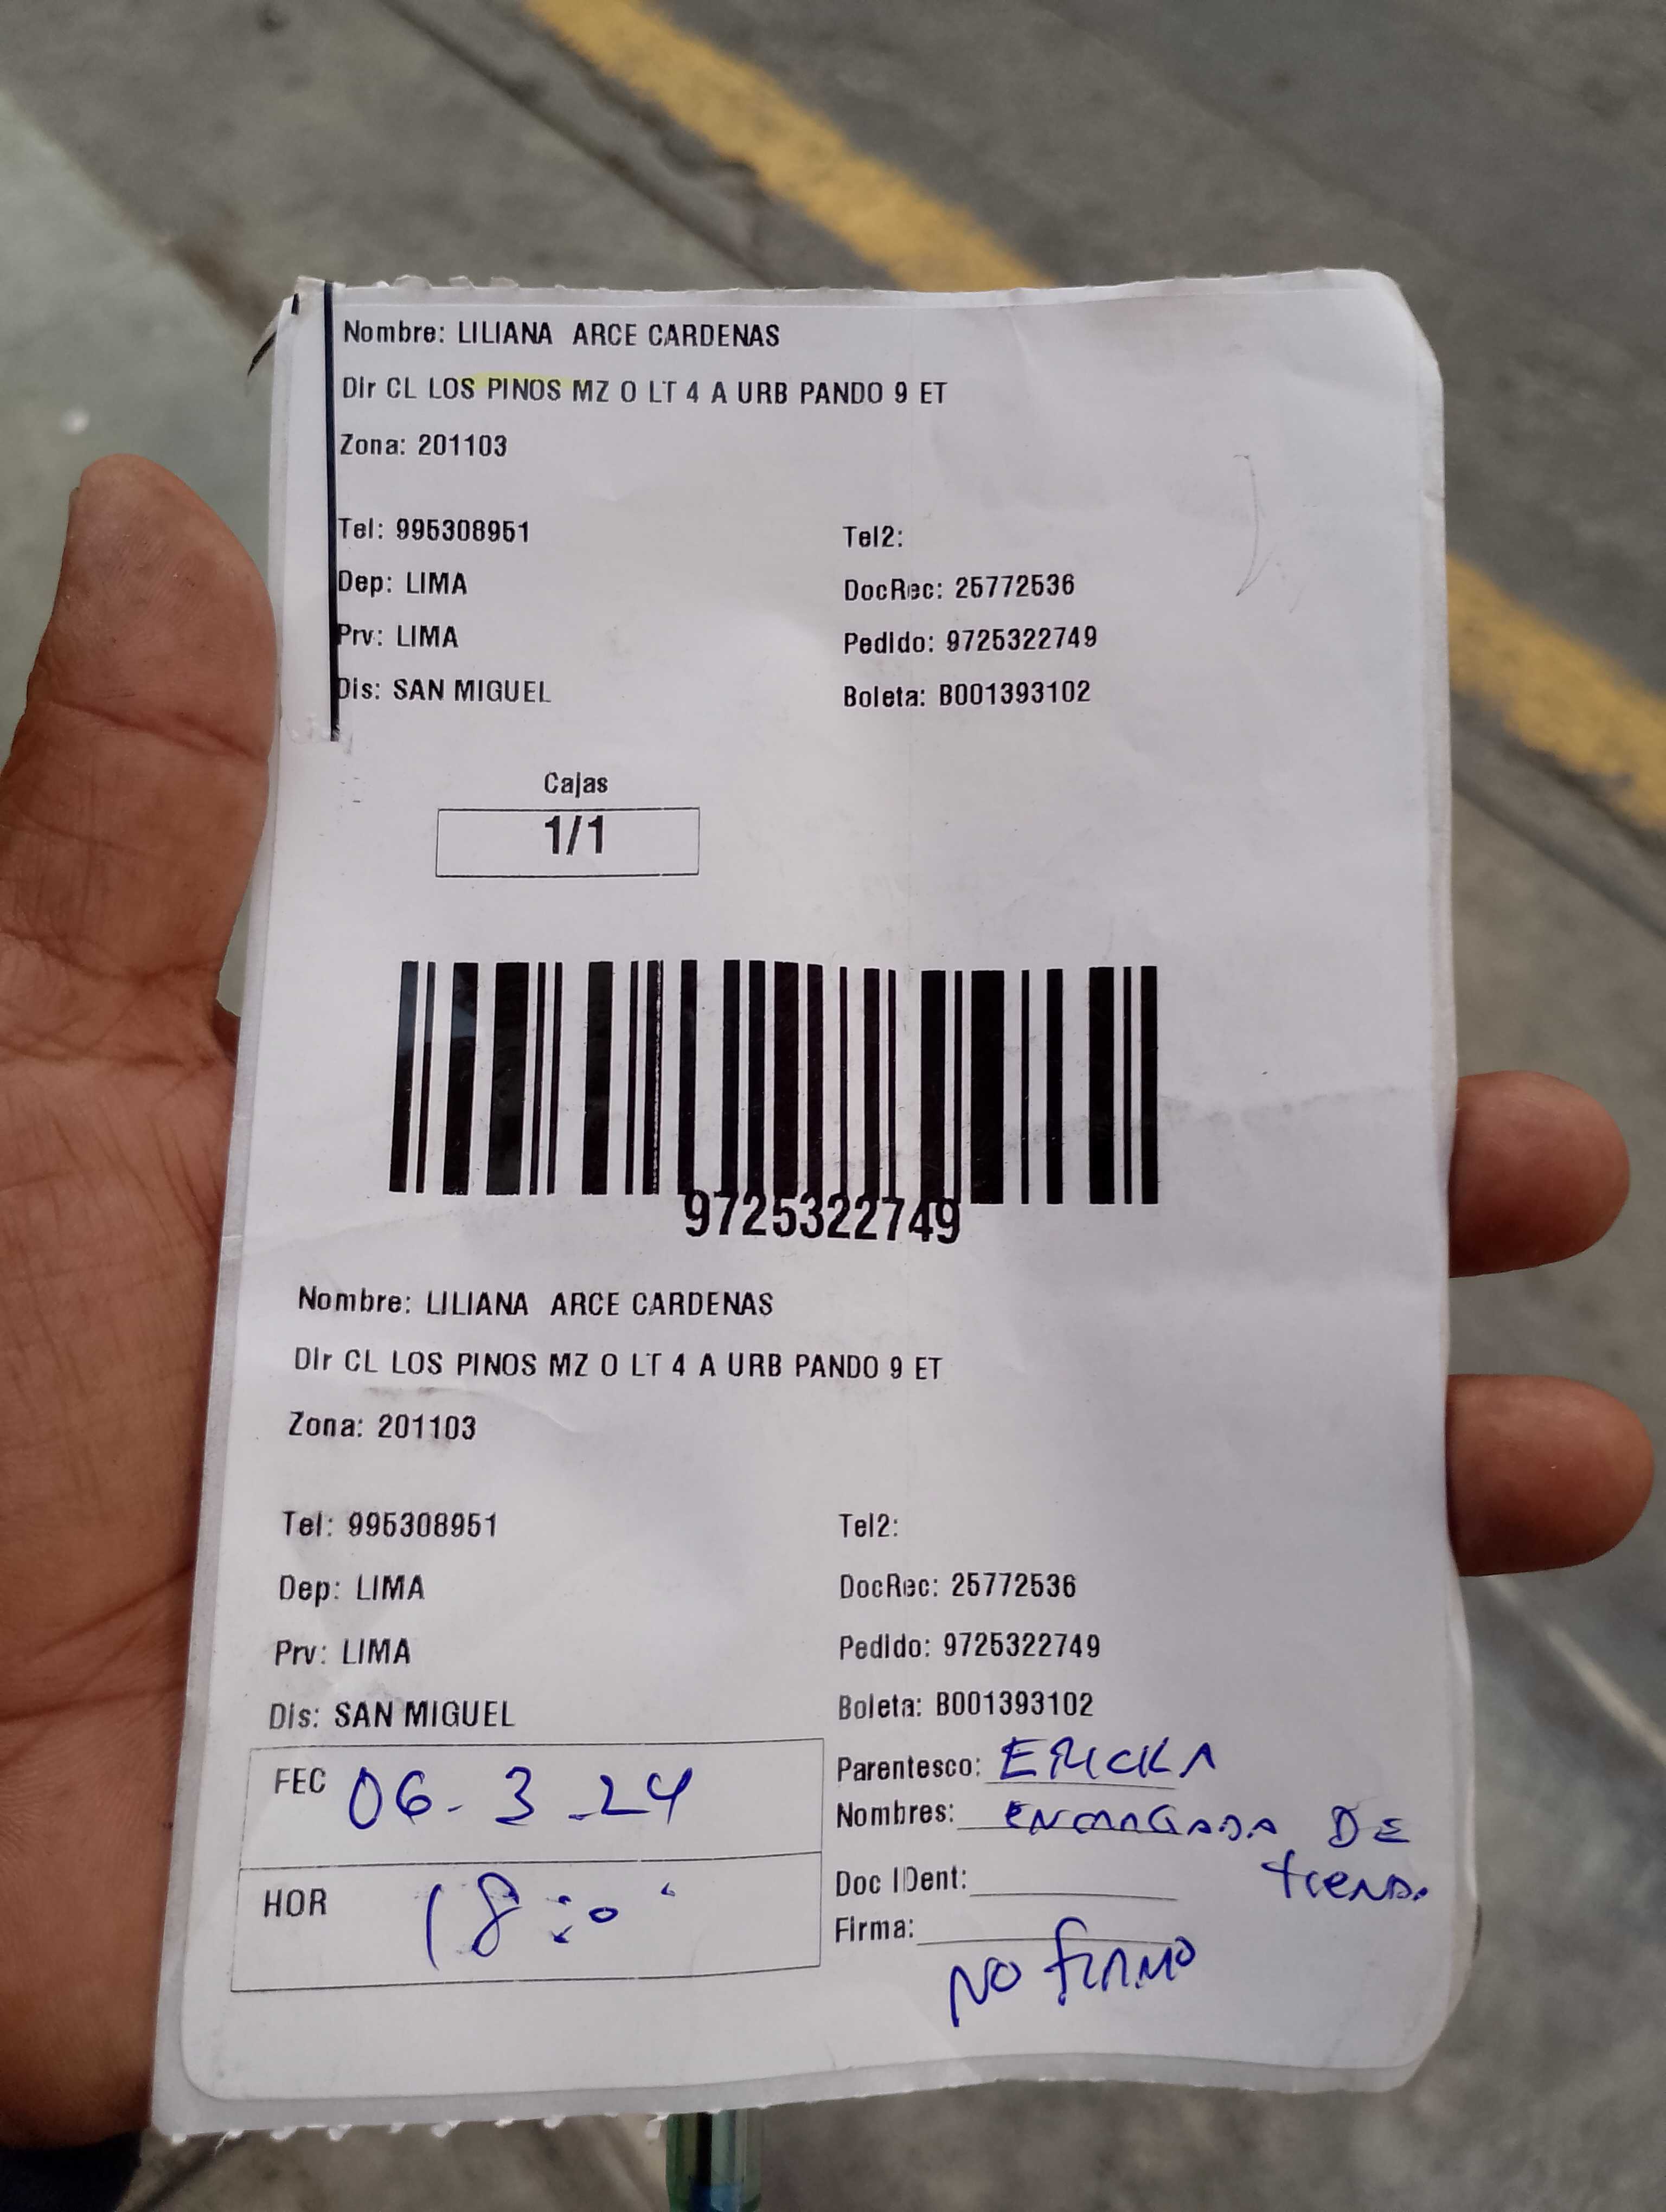 Nombre: LILIANA ARCE CARDENAS
Dir CL LOS PINOS MZ O LT 4 A URB PANDO 9 ET
Zona: 201103
Tel: 995308951 Tel2:
Dep: LIMA DocRec: 25772536
Prv: LIMA Pedido: 9725322749
Dis: SAN MIGUEL Boleta: B001393102
Cajas
1/1
9725322749
Nombre: LILIANA ARCE CARDENAS
Dir CL LOS PINOS MZ O LT 4 A URB PANDO 9 ET
Zona: 201103
Tel: 995308951 Tel2:
Dep: LIMA DocRec: 25772536
Prv: LIMA Pedido: 9725322749
Dis: SAN MIGUEL Boleta: B001393102
FEC 06-3-24
HOR 18:00
Parentesco: ERICKA
Nombres: ENCARGADA DE
Doc IDent: tienda.
Firma:
NO firmo